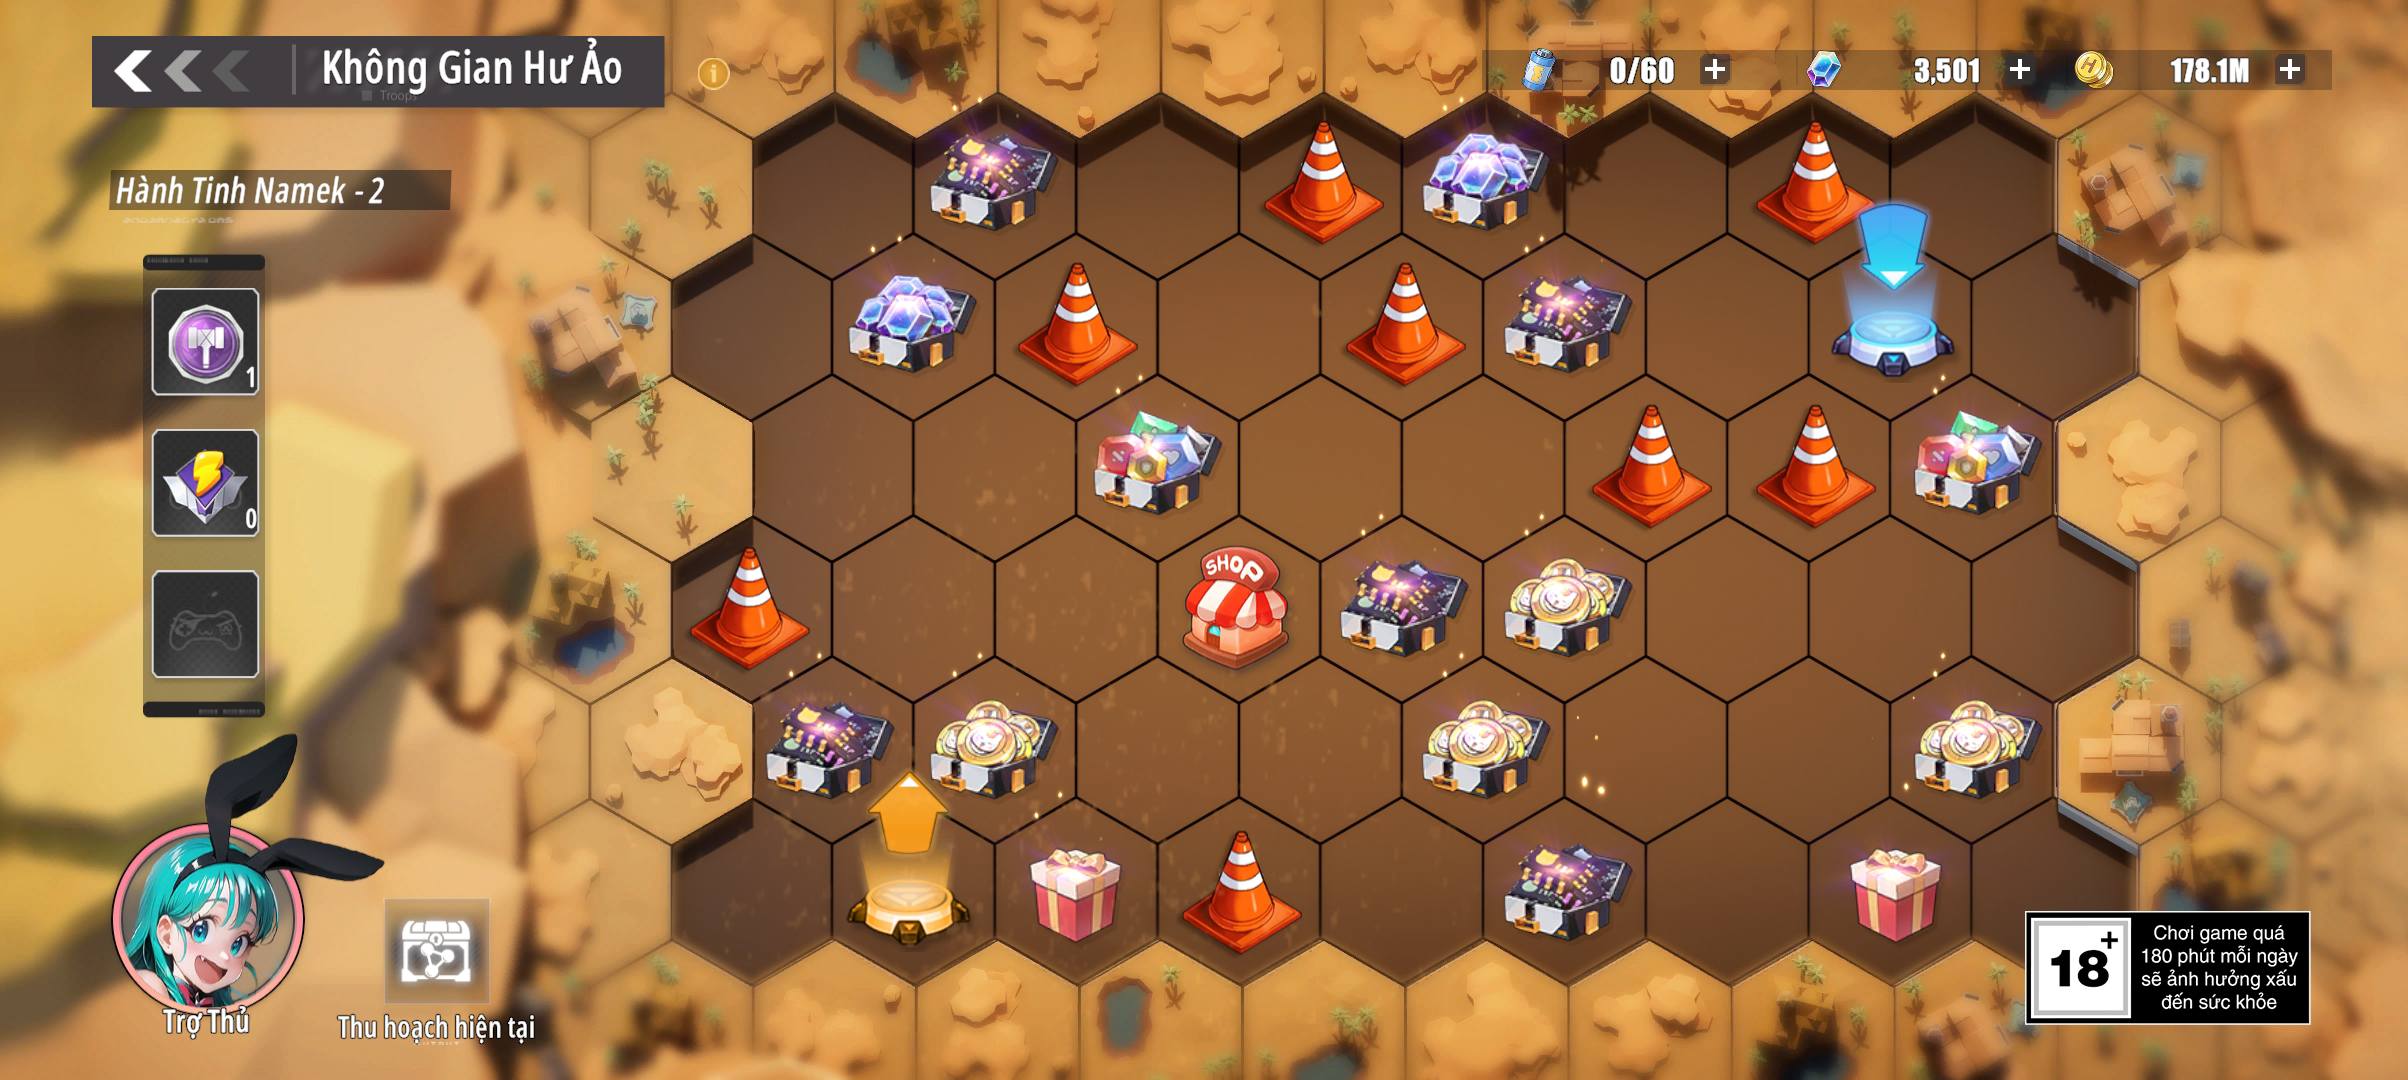 Không Gian Hư Ảo
Troops
0/60
3,501
178.1M
Hành Tinh Namek - 2
1
0
SHOP
Trợ Thủ
Thu hoạch hiện tại
18+
Chơi game quá
180 phút mỗi ngày
sẽ ảnh hưởng xấu
đến sức khỏe